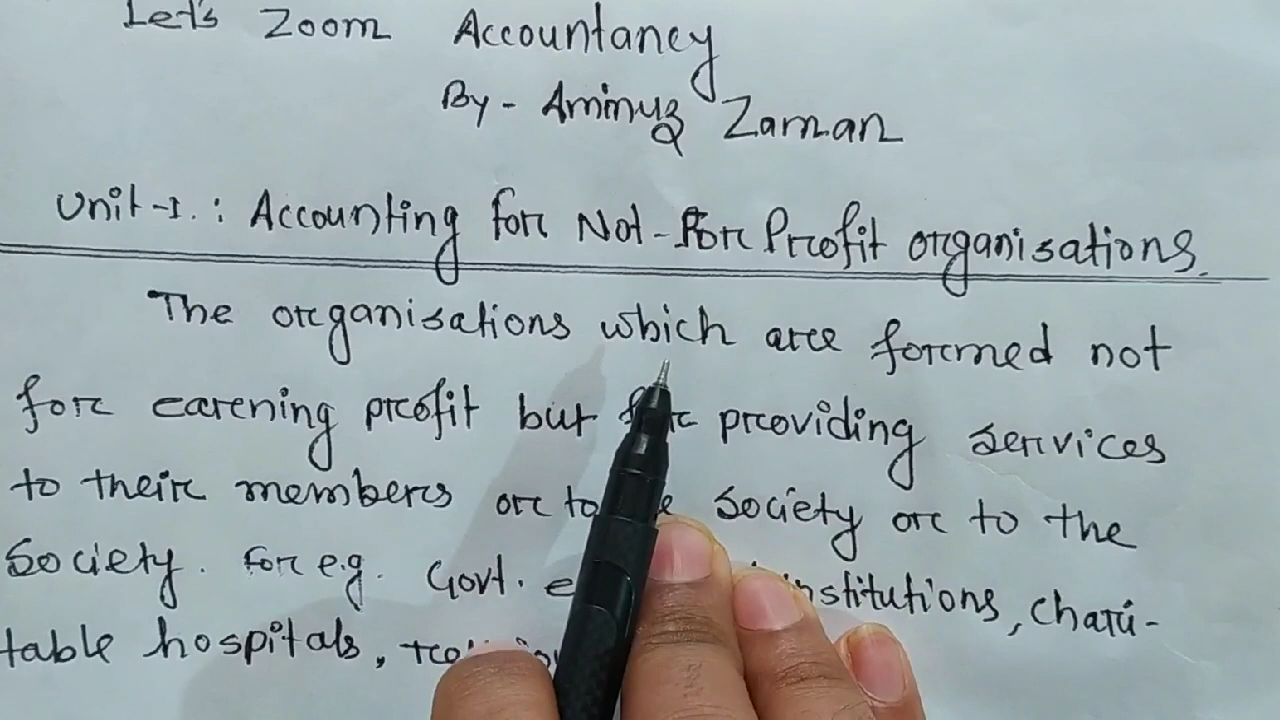 Let's Zoom Accountancy
By - Aminuz Zaman
Unit-I.: Accounting for Not-For Profit organisations.
The organisations which are formed not
for earening profit but for providing services
to their members or to society or to the
Society. For e.g. Govt. institutions, chari-
table hospitals,